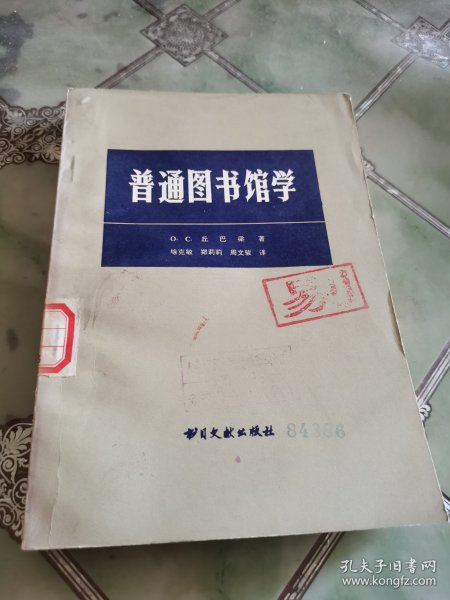 普通图书馆学
О·С·丘巴梁 著
徐克敏 郑莉莉 周文骏 译
书目文献出版社
84386
孔夫子旧书网
www.kongfz.com